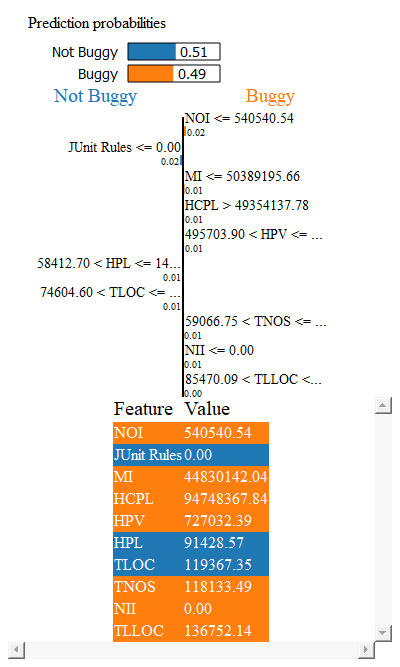 Prediction probabilities
Not Buggy 0.51
Buggy 0.49
Not Buggy Buggy
NOI <= 540540.54
0.02
JUnit Rules <= 0.00
0.02
MI <= 50389195.66
0.01
HCPL > 49354137.78
0.01
495703.90 < HPV <= ...
0.01
58412.70 < HPL <= 14...
0.01
74604.60 < TLOC <= ...
0.01
59066.75 < TNOS <= ...
0.01
NII <= 0.00
0.01
85470.09 < TLLOC <...
0.00
Feature Value
NOI 540540.54
JUnit Rules 0.00
MI 44830142.04
HCPL 94748367.84
HPV 727032.39
HPL 91428.57
TLOC 119367.35
TNOS 118133.49
NII 0.00
TLLOC 136752.14